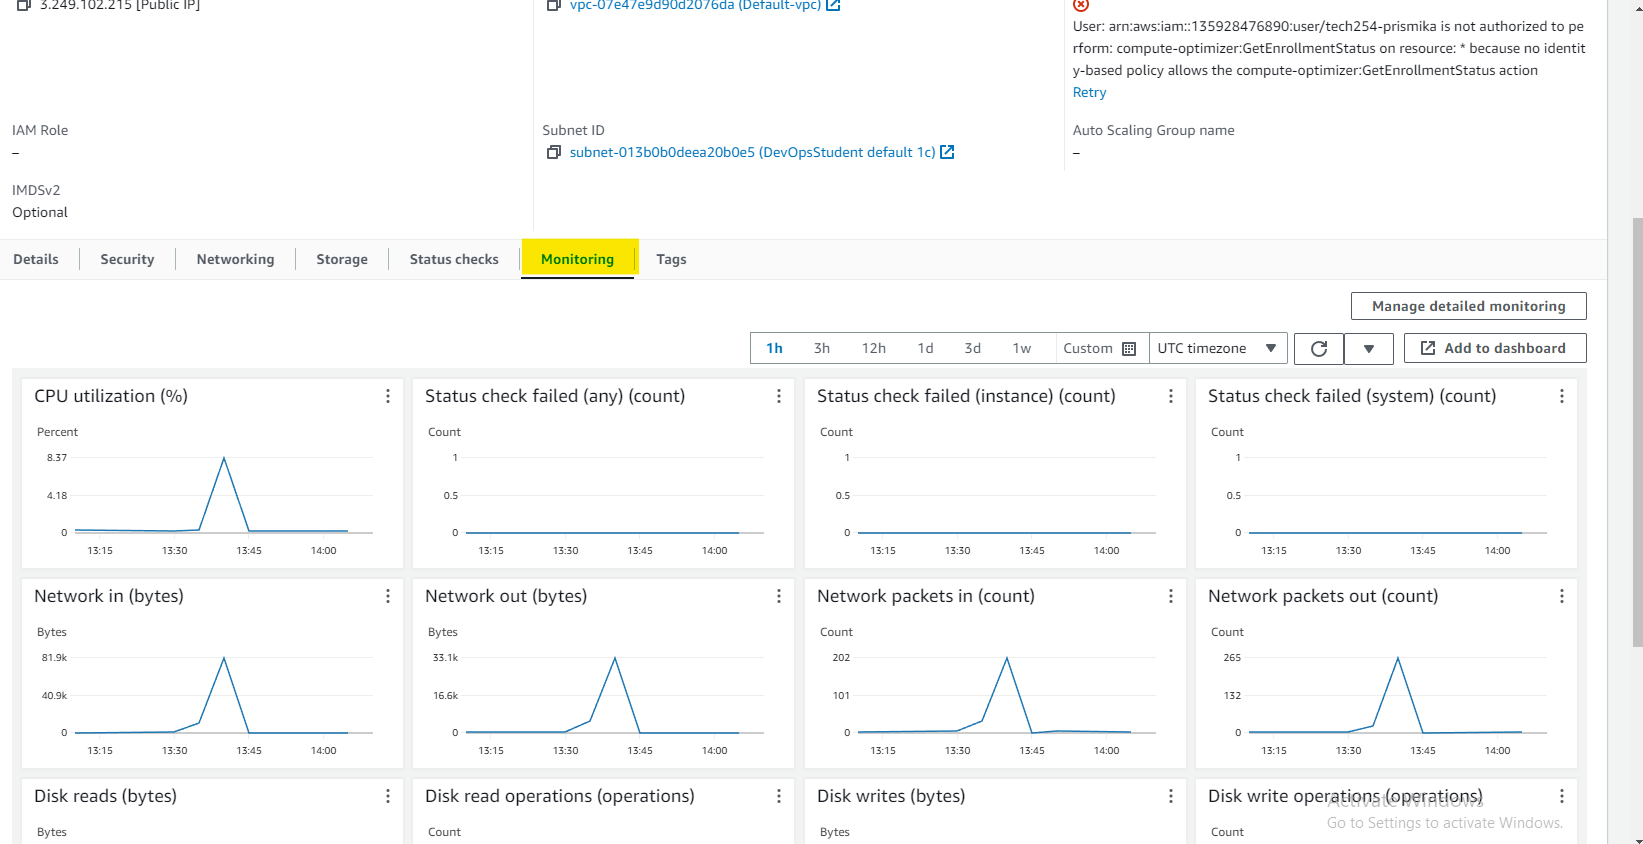 3.249.102.215 [Public IP]
vpc-07e47e9d90d2076da (Default-vpc)
User: arn:aws:iam::135928476890:user/tech254-prismika is not authorized to pe
rform: compute-optimizer:GetEnrollmentStatus on resource: * because no identit
y-based policy allows the compute-optimizer:GetEnrollmentStatus action
Retry
IAM Role
–
Subnet ID
subnet-013b0b0deea20b0e5 (DevOpsStudent default 1c)
Auto Scaling Group name
–
IMDSv2
Optional
Details
Security
Networking
Storage
Status checks
Monitoring
Tags
Manage detailed monitoring
1h
3h
12h
1d
3d
1w
Custom
UTC timezone
Add to dashboard
CPU utilization (%)
Percent
8.37
4.18
0
13:15 13:30 13:45 14:00
Status check failed (any) (count)
Count
1
0.5
0
13:15 13:30 13:45 14:00
Status check failed (instance) (count)
Count
1
0.5
0
13:15 13:30 13:45 14:00
Status check failed (system) (count)
Count
1
0.5
0
13:15 13:30 13:45 14:00
Network in (bytes)
Bytes
81.9k
40.9k
0
13:15 13:30 13:45 14:00
Network out (bytes)
Bytes
33.1k
16.6k
0
13:15 13:30 13:45 14:00
Network packets in (count)
Count
202
101
0
13:15 13:30 13:45 14:00
Network packets out (count)
Count
265
132
0
13:15 13:30 13:45 14:00
Disk reads (bytes)
Bytes
Disk read operations (operations)
Count
Disk writes (bytes)
Bytes
Disk write operations (operations)
Count
Activate Windows
Go to Settings to activate Windows.